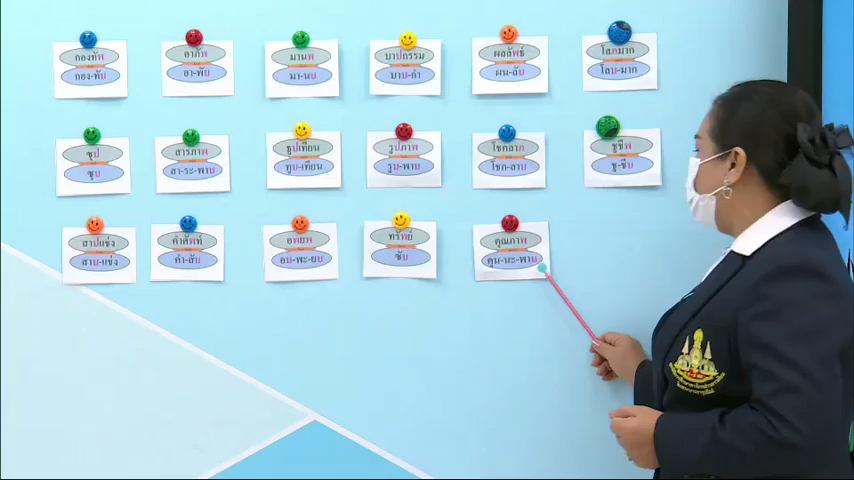 กองทัพ
กอง-ทับ
อาภัพ
อา-พับ
มานพ
มา-นบ
บาปกรรม
บาบ-กำ
ผลลัพธ์
ผน-ลับ
โลภมาก
โลบ-มาก
ซุป
ซุบ
สารภาพ
สา-ระ-พาบ
ธูปเทียน
ทูบ-เทียน
รูปภาพ
รูบ-พาบ
โชคลาภ
โชก-ลาบ
ชูชีพ
ชู-ชีบ
สาปแช่ง
สาบ-แช่ง
คำศัพท์
คำ-สับ
อพยพ
อบ-พะ-ยบ
ทรัพย์
ซับ
คุณภาพ
คุน-นะ-พาบ